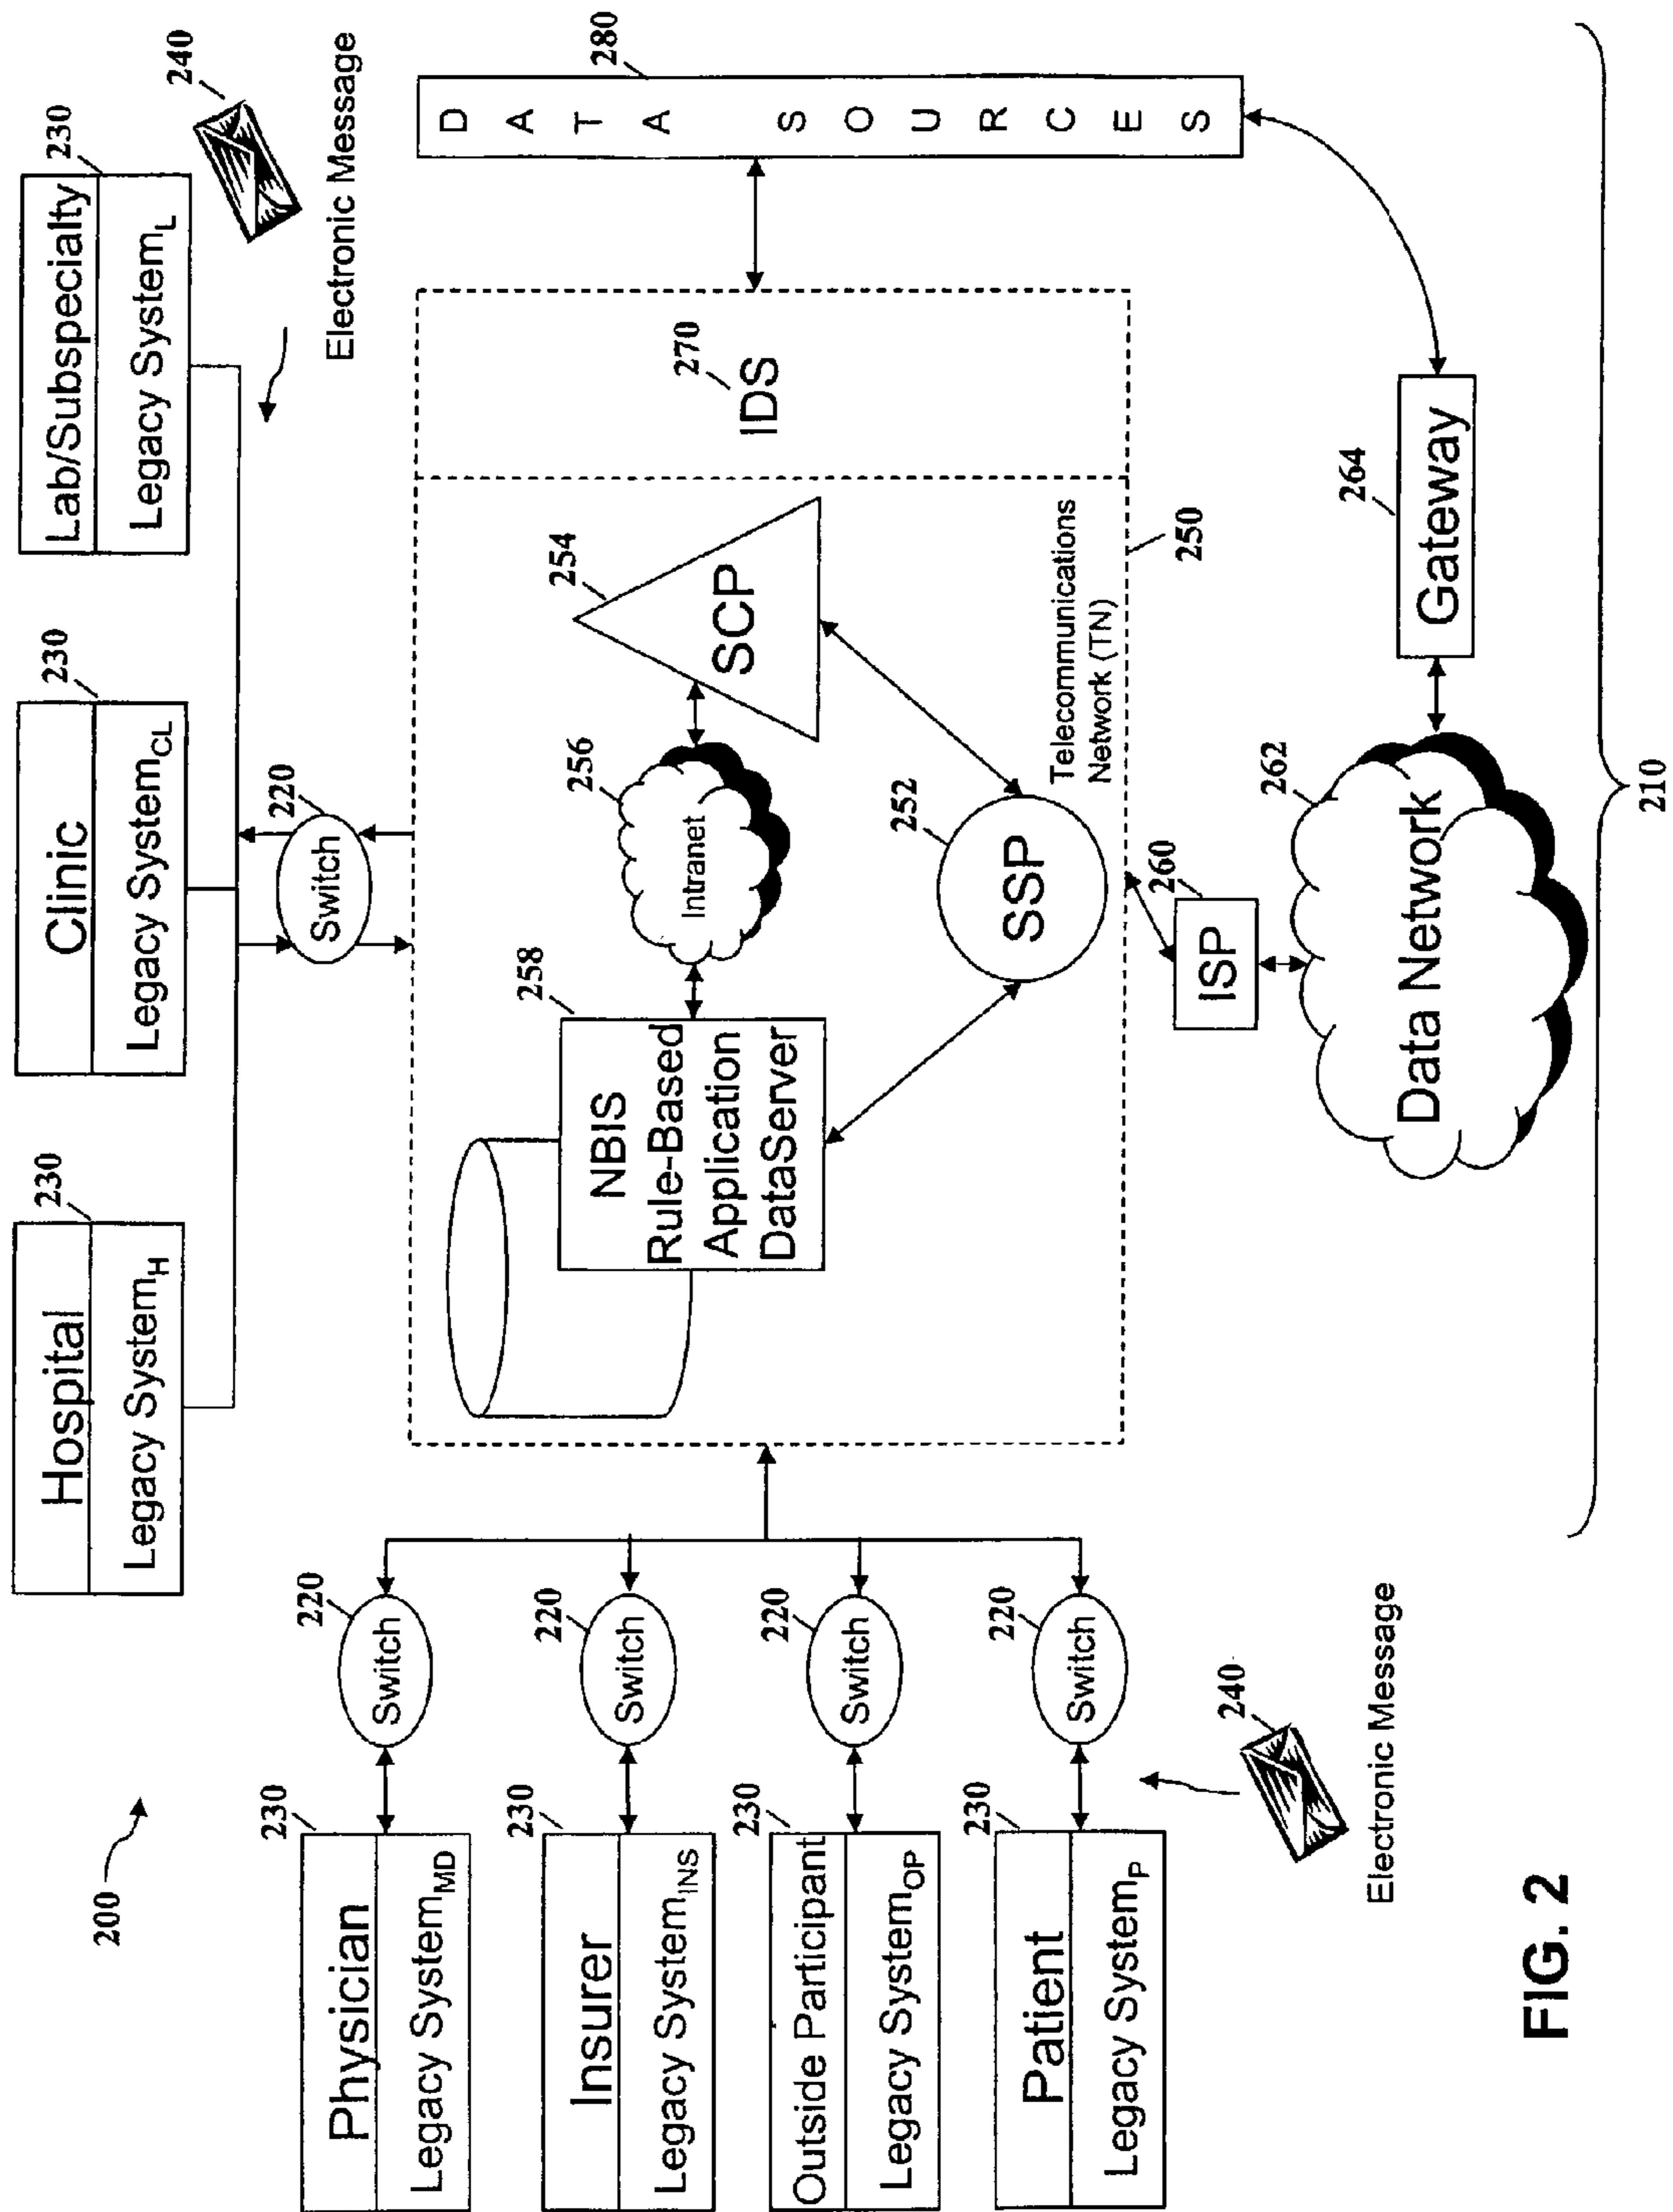 200
Hospital
230
Legacy System_H
Clinic
230
Legacy System_CL
Lab/Subspecialty
230
Legacy System_L
240
Electronic Message
220
Switch
Physician
230
Legacy System_MD
220
Switch
Insurer
230
Legacy System_INS
220
Switch
Outside Participant
230
Legacy System_OP
220
Switch
Patient
230
Legacy System_P
220
Switch
240
Electronic Message
258
NBIS
Rule-Based
Application
DataServer
256
Intranet
254
SCP
252
SSP
Telecommunications
Network (TN)
250
270
IDS
280
DATA SOURCES
260
ISP
262
Data Network
264
Gateway
210
FIG. 2